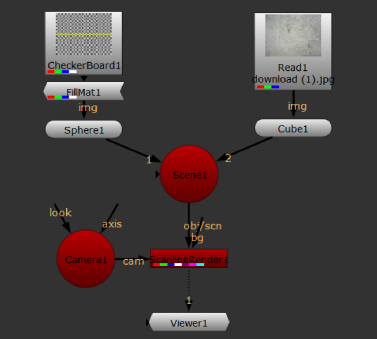 CheckerBoard1
FillMat1
img
Sphere1
Read1
download (1).jpg
img
Cube1
1
2
Scene1
look
axis
obj/scn
bg
Camera1
cam
ScanlineRender1
1
Viewer1